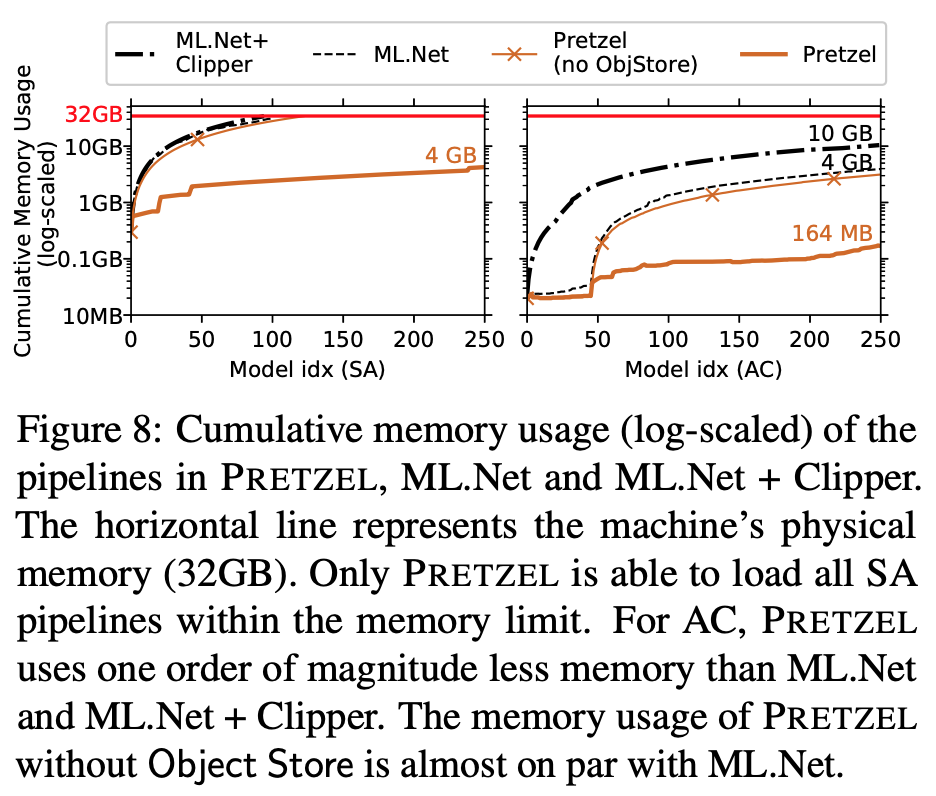 ML.Net+
Clipper
ML.Net
Pretzel
(no ObjStore)
Pretzel
Cumulative Memory Usage
(log-scaled)
32GB
10GB
1GB
0.1GB
10MB
4 GB
0 50 100 150 200 250
Model idx (SA)
10 GB
4 GB
164 MB
0 50 100 150 200 250
Model idx (AC)
Figure 8: Cumulative memory usage (log-scaled) of the
pipelines in PRETZEL, ML.Net and ML.Net + Clipper.
The horizontal line represents the machine’s physical
memory (32GB). Only PRETZEL is able to load all SA
pipelines within the memory limit. For AC, PRETZEL
uses one order of magnitude less memory than ML.Net
and ML.Net + Clipper. The memory usage of PRETZEL
without Object Store is almost on par with ML.Net.